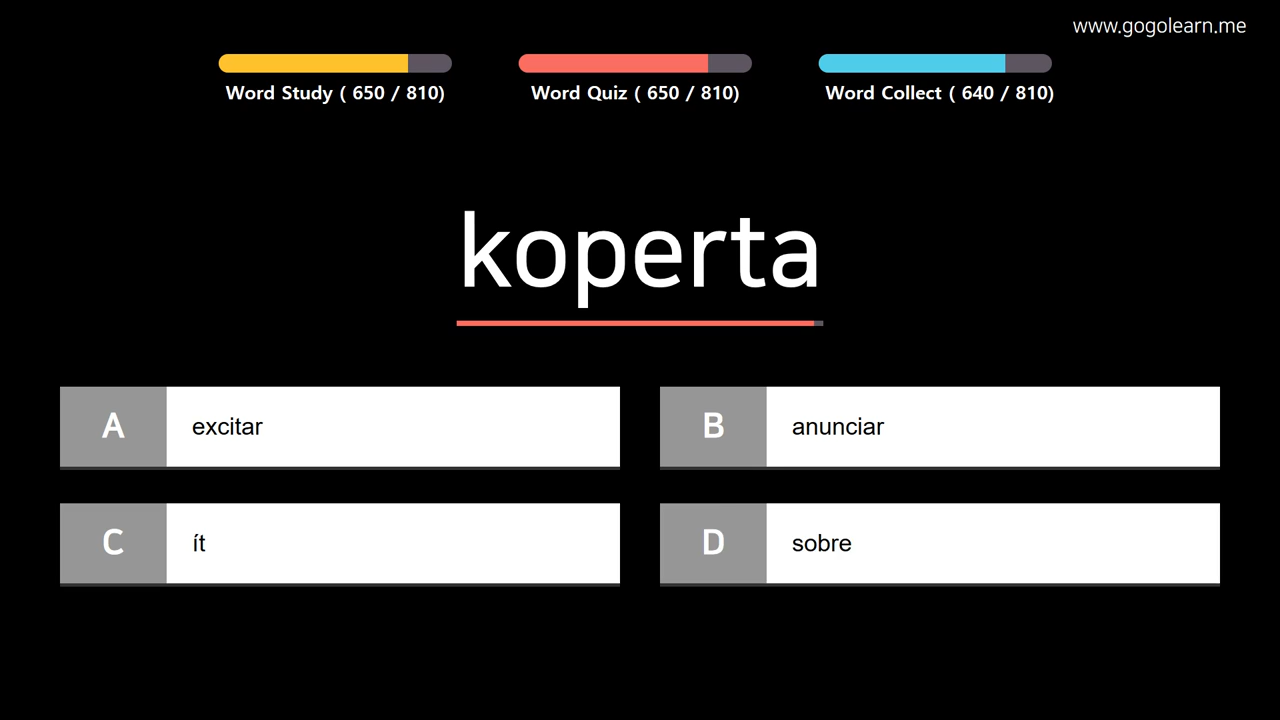 www.gogolearn.me
Word Study ( 650 / 810)
Word Quiz ( 650 / 810)
Word Collect ( 640 / 810)
koperta
A excitar
B anunciar
C ít
D sobre